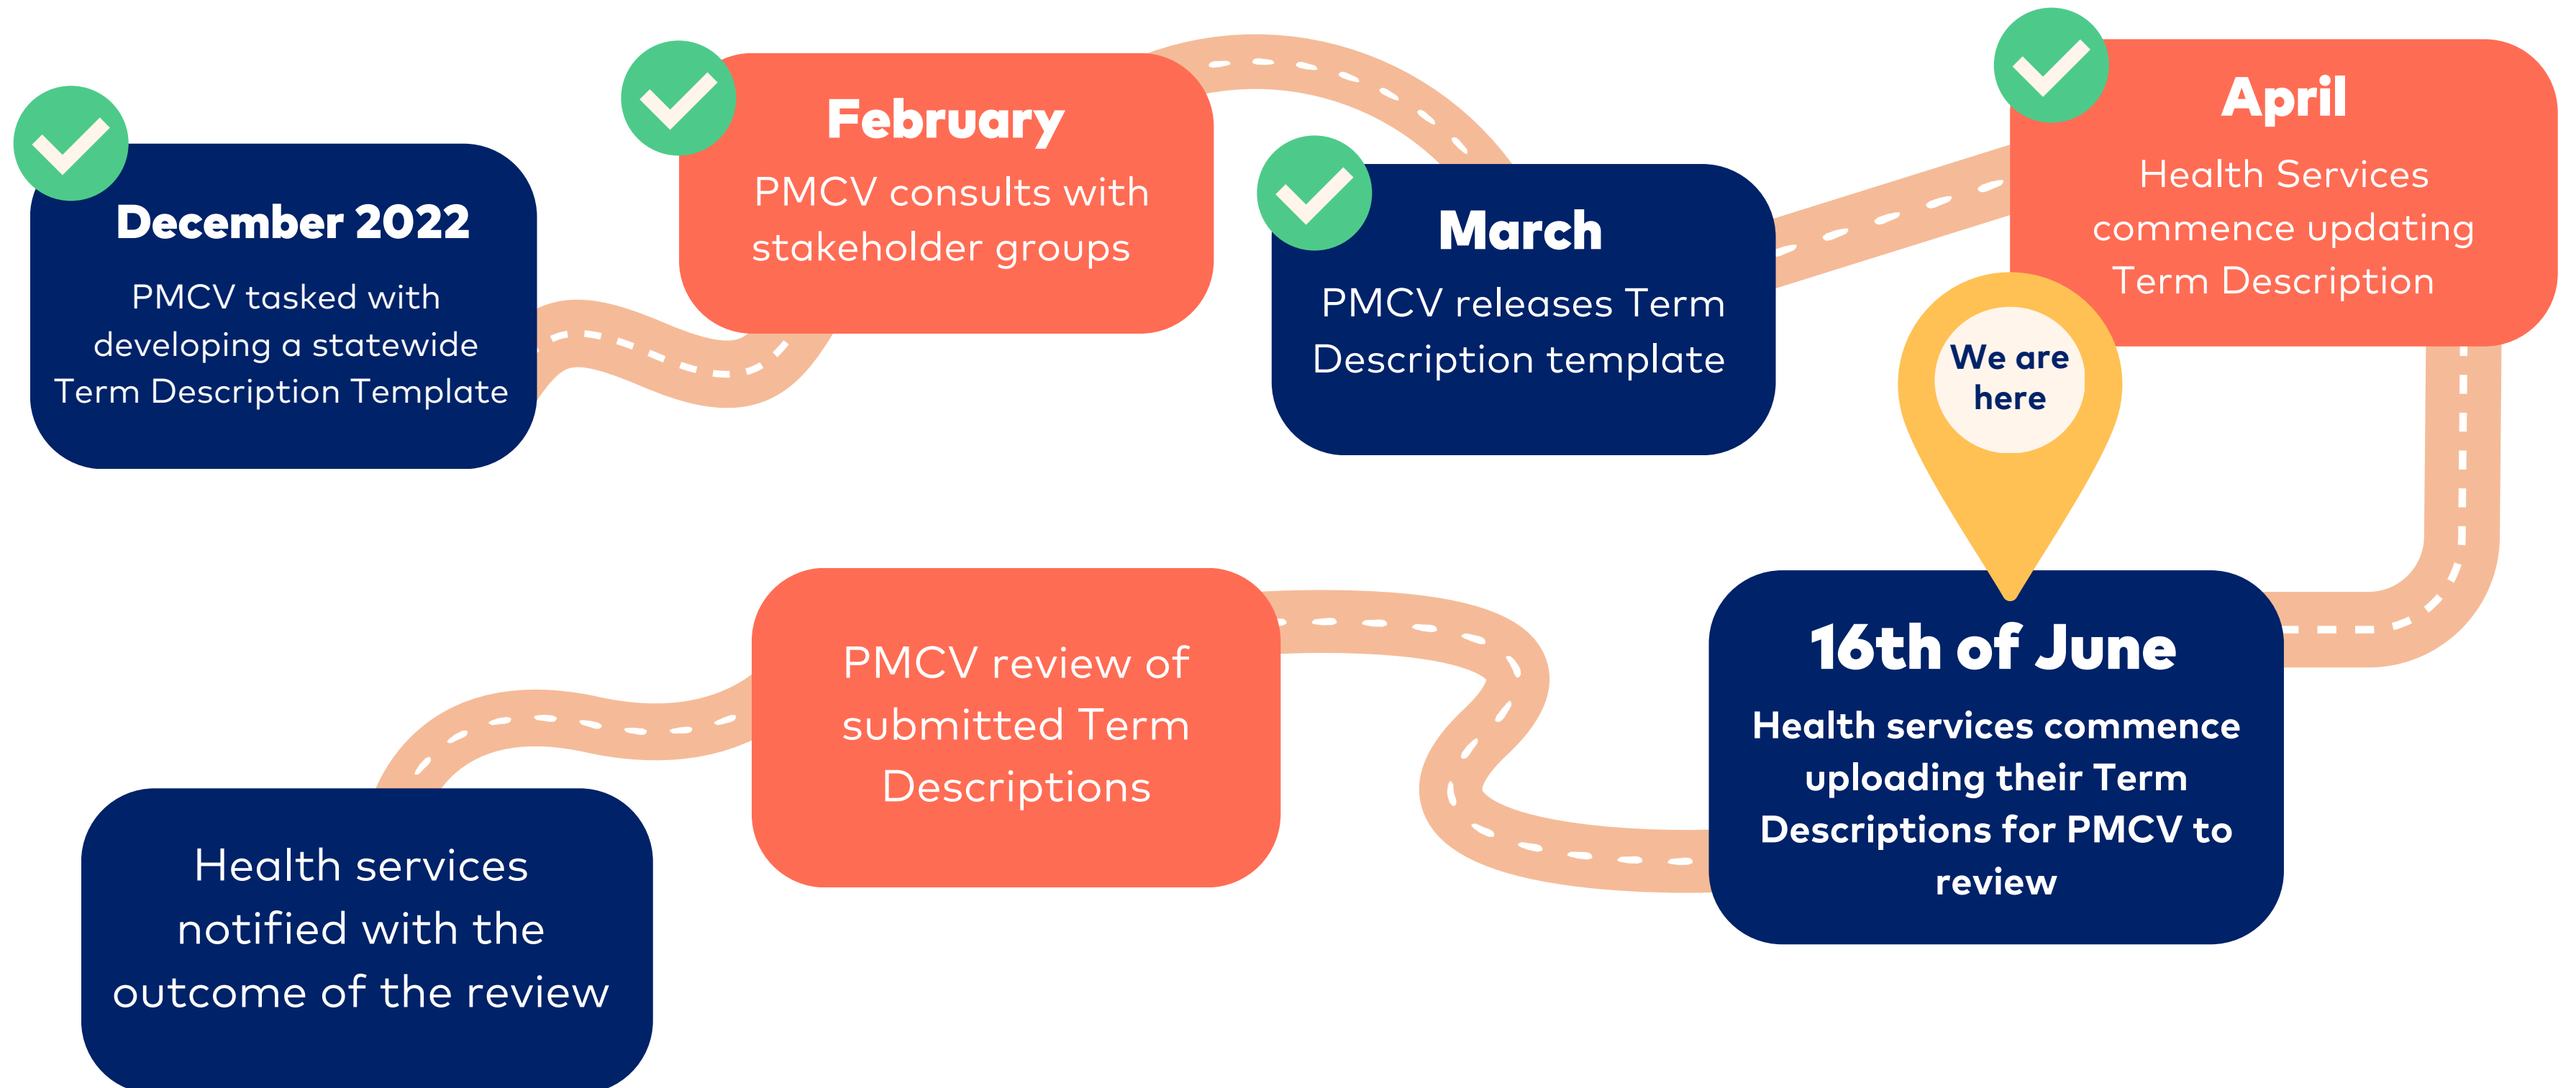 December 2022
PMCV tasked with
developing a statewide
Term Description Template
February
PMCV consults with
stakeholder groups
March
PMCV releases Term
Description template
April
Health Services
commence updating
Term Description
We are
here
16th of June
Health services commence
uploading their Term
Descriptions for PMCV to
review
PMCV review of
submitted Term
Descriptions
Health services
notified with the
outcome of the review